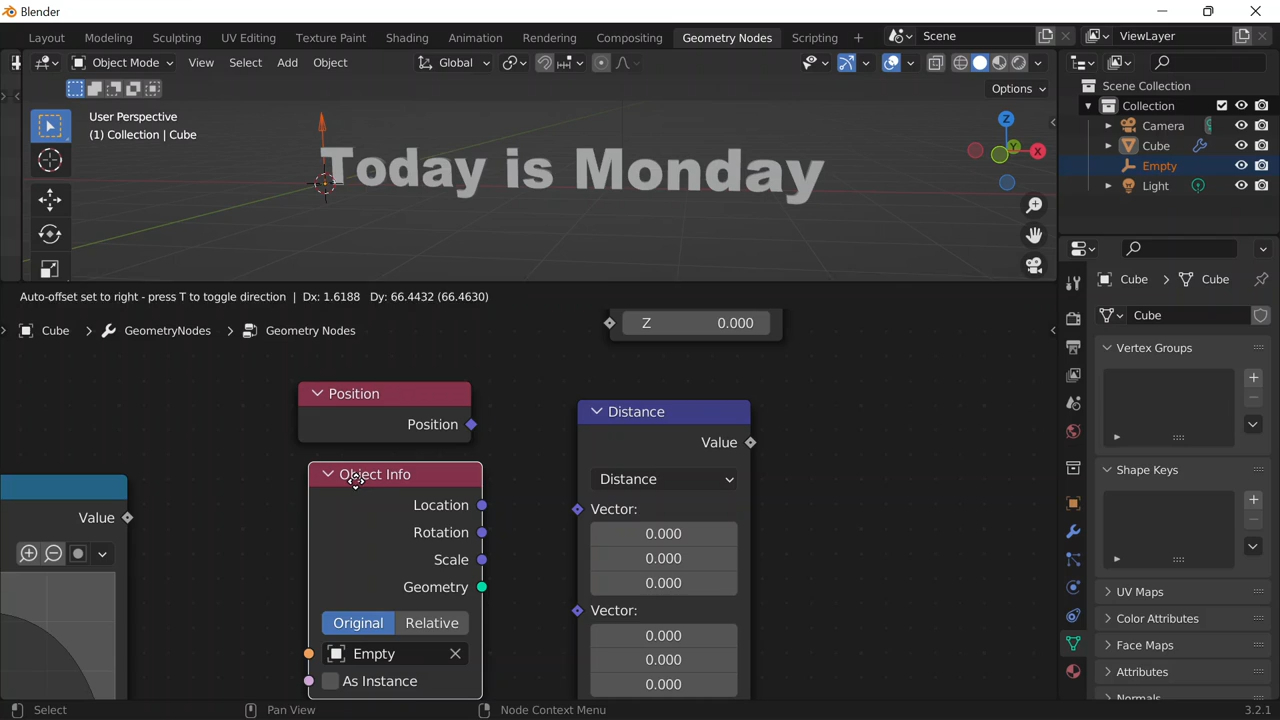 Blender
Layout Modeling Sculpting UV Editing Texture Paint Shading Animation Rendering Compositing Geometry Nodes Scripting + Scene ViewLayer
Object Mode View Select Add Object Global
Options
User Perspective
(1) Collection | Cube
Today is Monday
Z
Y
X
Scene Collection
Collection
Camera
Cube
Empty
Light
Auto-offset set to right - press T to toggle direction | Dx: 1.6188 Dy: 66.4432 (66.4630)
Cube GeometryNodes Geometry Nodes
Z 0.000
Position
Position
Object Info
Location
Rotation
Scale
Geometry
Original Relative
Empty
As Instance
Value
Distance
Value
Distance
Vector:
0.000
0.000
0.000
Vector:
0.000
0.000
0.000
Cube Cube
Cube
Vertex Groups
Shape Keys
UV Maps
Color Attributes
Face Maps
Attributes
Normals
Select Pan View Node Context Menu 3.2.1